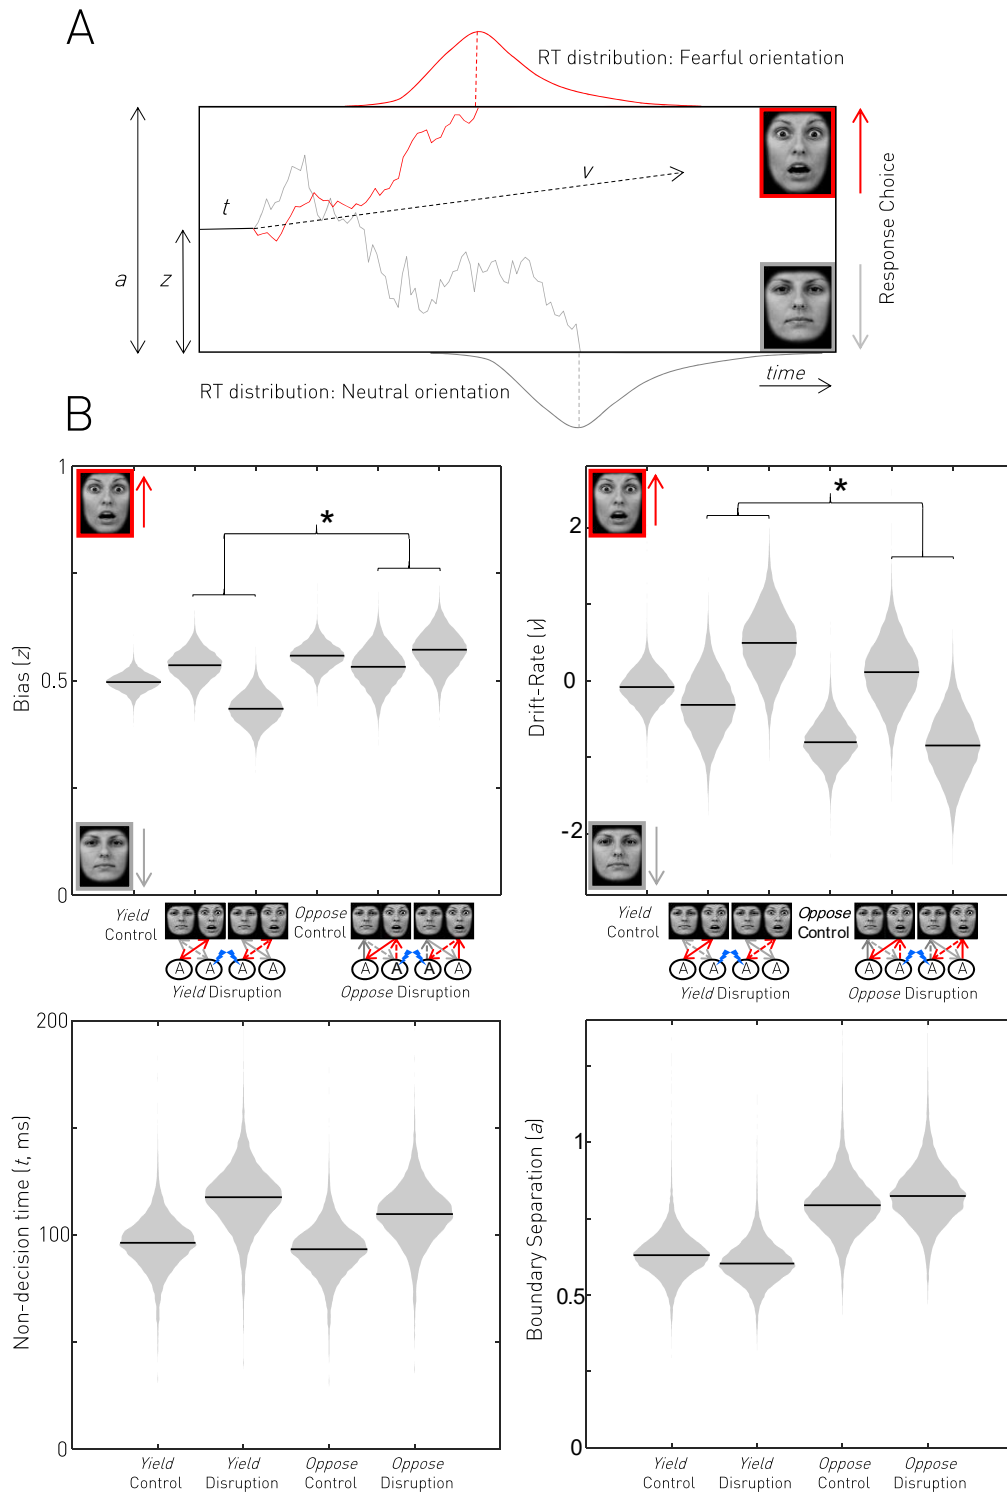 A
RT distribution: Fearful orientation
t
v
a
z
Response Choice
time
RT distribution: Neutral orientation
B
1
0.5
0
Bias (z)
*
Yield
Control
Oppose
Control
A A A A
A A A A
Yield Disruption
Oppose Disruption
2
0
-2
Drift-Rate (v)
*
Yield
Control
Oppose
Control
A A A A
A A A A
Yield Disruption
Oppose Disruption
200
100
0
Non-decision time (t, ms)
Yield
Control
Yield
Disruption
Oppose
Control
Oppose
Disruption
1
0.5
0
Boundary Separation (a)
Yield
Control
Yield
Disruption
Oppose
Control
Oppose
Disruption